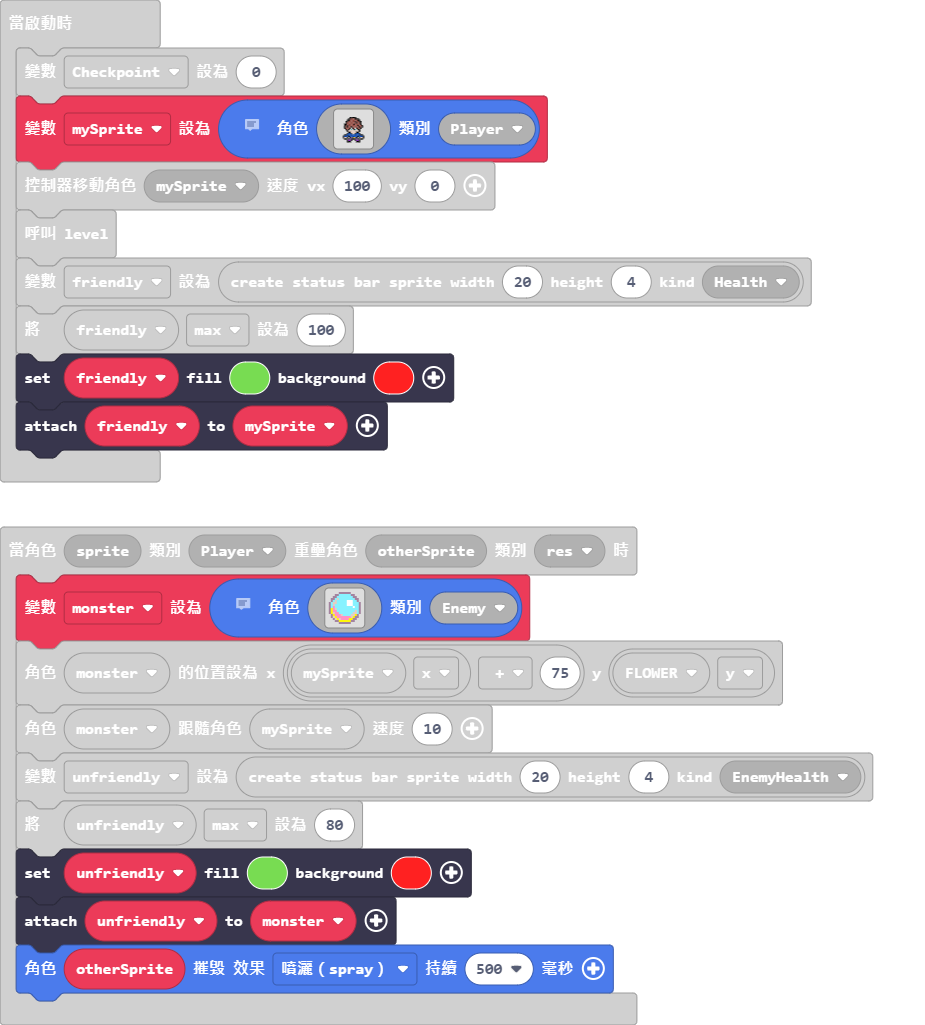 當啟動時
變數 Checkpoint 設為 0
變數 mySprite 設為 角色 類別 Player
控制器移動角色 mySprite 速度 vx 100 vy 0
呼叫 level
變數 friendly 設為 create status bar sprite width 20 height 4 kind Health
將 friendly max 設為 100
set friendly fill background
attach friendly to mySprite
當角色 sprite 類別 Player 重疊角色 otherSprite 類別 res 時
變數 monster 設為 角色 類別 Enemy
角色 monster 的位置設為 x mySprite x + 75 y FLOWER y
角色 monster 跟隨角色 mySprite 速度 10
變數 unfriendly 設為 create status bar sprite width 20 height 4 kind EnemyHealth
將 unfriendly max 設為 80
set unfriendly fill background
attach unfriendly to monster
角色 otherSprite 摧毀 效果 噴灑(spray) 持續 500 毫秒